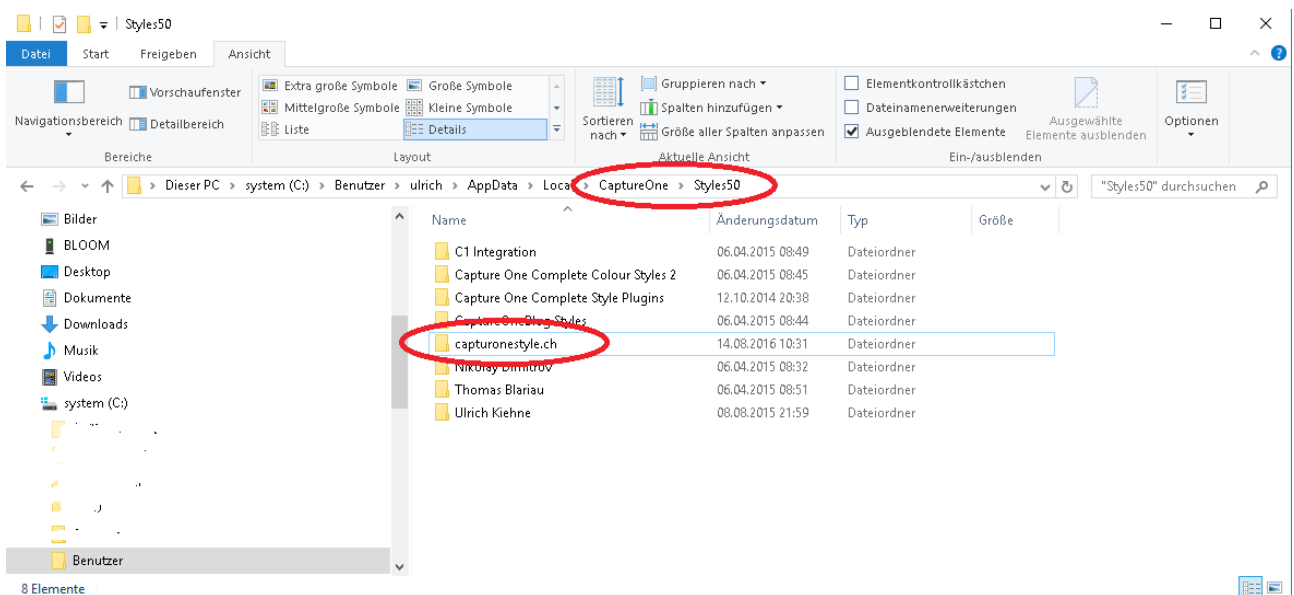 Styles50
Datei Start Freigeben Ansicht
Navigationsbereich
Vorschaufenster
Detailbereich
Bereiche
Extra große Symbole Große Symbole
Mittelgroße Symbole Kleine Symbole
Liste Details
Layout
Sortieren nach
Gruppieren nach
Spalten hinzufügen
Größe aller Spalten anpassen
Aktuelle Ansicht
Elementkontrollkästchen
Dateinamenerweiterungen
Ausgeblendete Elemente
Ausgewählte
Elemente ausblenden
Ein-/ausblenden
Optionen
Dieser PC › system (C:) › Benutzer › ulrich › AppData › Local › CaptureOne › Styles50
"Styles50" durchsuchen
Bilder
BLOOM
Desktop
Dokumente
Downloads
Musik
Videos
system (C:)
Benutzer
Name Änderungsdatum Typ Größe
C1 Integration 06.04.2015 08:49 Dateiordner
Capture One Complete Colour Styles 2 06.04.2015 08:45 Dateiordner
Capture One Complete Style Plugins 12.10.2014 20:38 Dateiordner
CaptureOneBlog Styles 06.04.2015 08:44 Dateiordner
capturonestyle.ch 14.08.2016 10:31 Dateiordner
Nikolay Dimitrov 06.04.2015 08:32 Dateiordner
Thomas Blariau 06.04.2015 08:51 Dateiordner
Ulrich Kiehne 08.08.2015 21:59 Dateiordner
8 Elemente